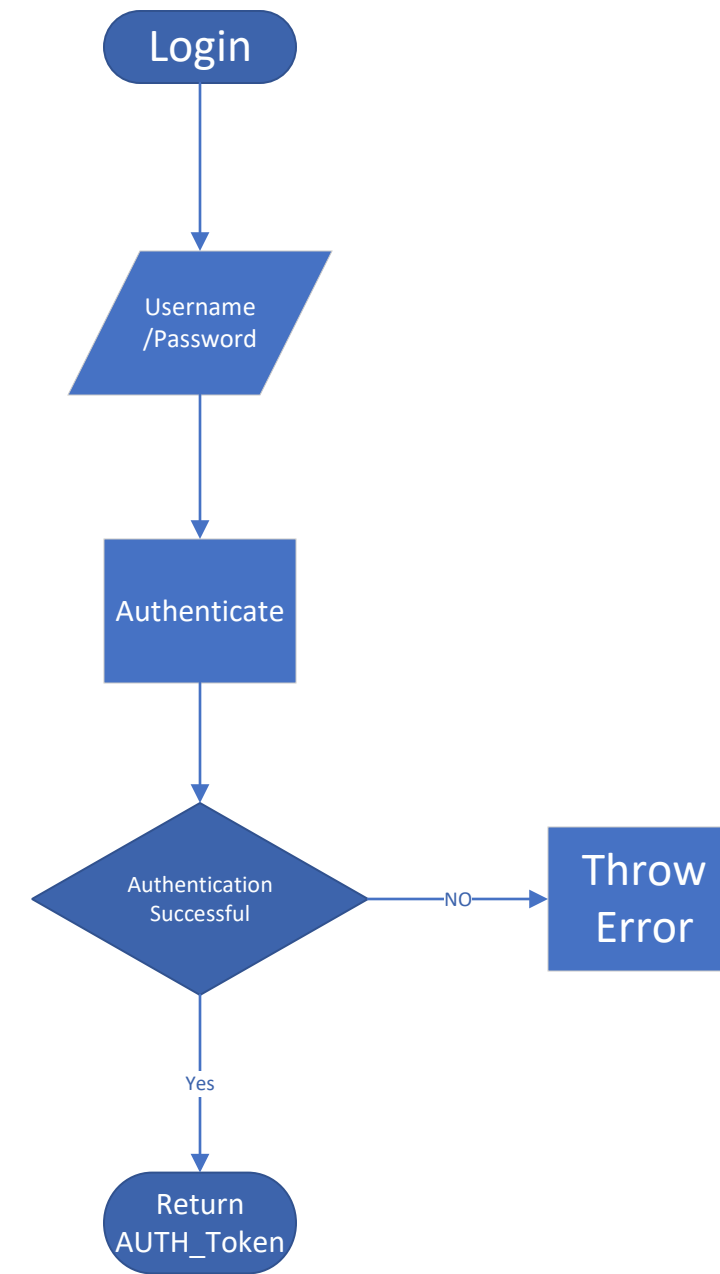 Login
Username
/Password
Authenticate
Authentication
Successful
NO
Throw
Error
Yes
Return
AUTH_Token